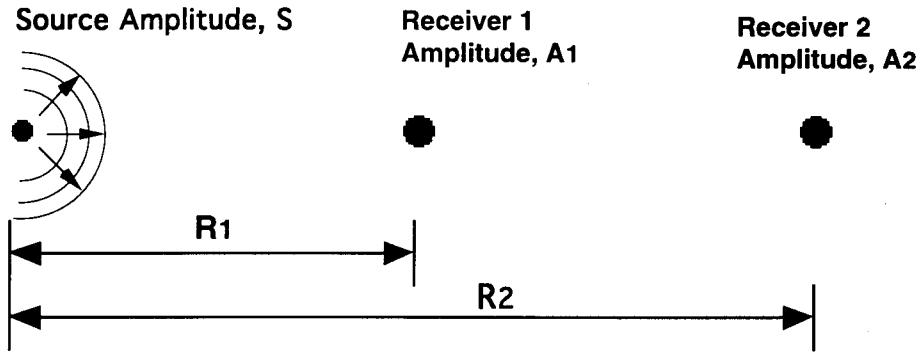 Source Amplitude, S
Receiver 1
Amplitude, A1
Receiver 2
Amplitude, A2
R1
R2